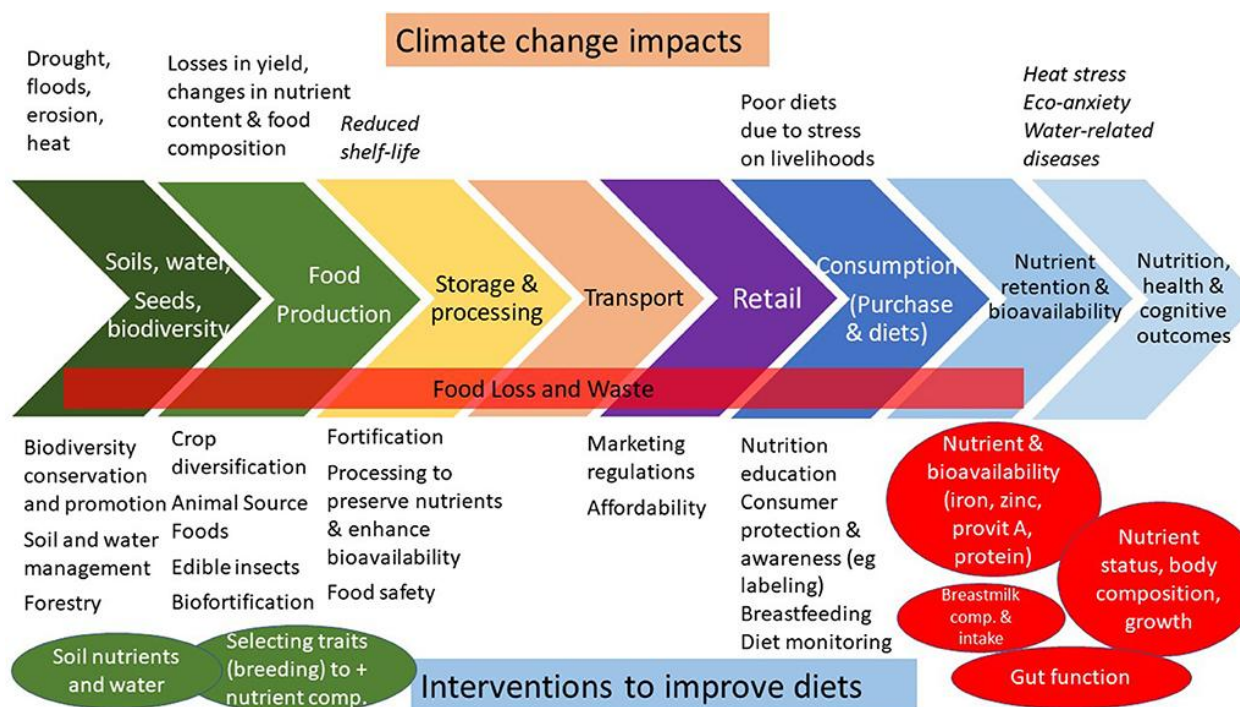 Climate change impacts
Drought,
floods,
erosion,
heat
Losses in yield,
changes in nutrient
content & food
composition
Reduced
shelf-life
Poor diets
due to stress
on livelihoods
Heat stress
Eco-anxiety
Water-related
diseases
Soils, water,
Seeds,
biodiversity
Food
Production
Storage &
processing
Transport
Retail
Consumption
(Purchase
& diets)
Nutrient
retention &
bioavailability
Nutrition,
health &
cognitive
outcomes
Food Loss and Waste
Biodiversity
conservation
and promotion
Soil and water
management
Forestry
Crop
diversification
Animal Source
Foods
Edible insects
Biofortification
Fortification
Processing to
preserve nutrients
& enhance
bioavailability
Food safety
Marketing
regulations
Affordability
Nutrition
education
Consumer
protection &
awareness (eg
labeling)
Breastfeeding
Diet monitoring
Nutrient &
bioavailability
(iron, zinc,
provit A,
protein)
Nutrient
status, body
composition,
growth
Breastmilk
comp. &
intake
Gut function
Soil nutrients
and water
Selecting traits
(breeding) to +
nutrient comp.
Interventions to improve diets